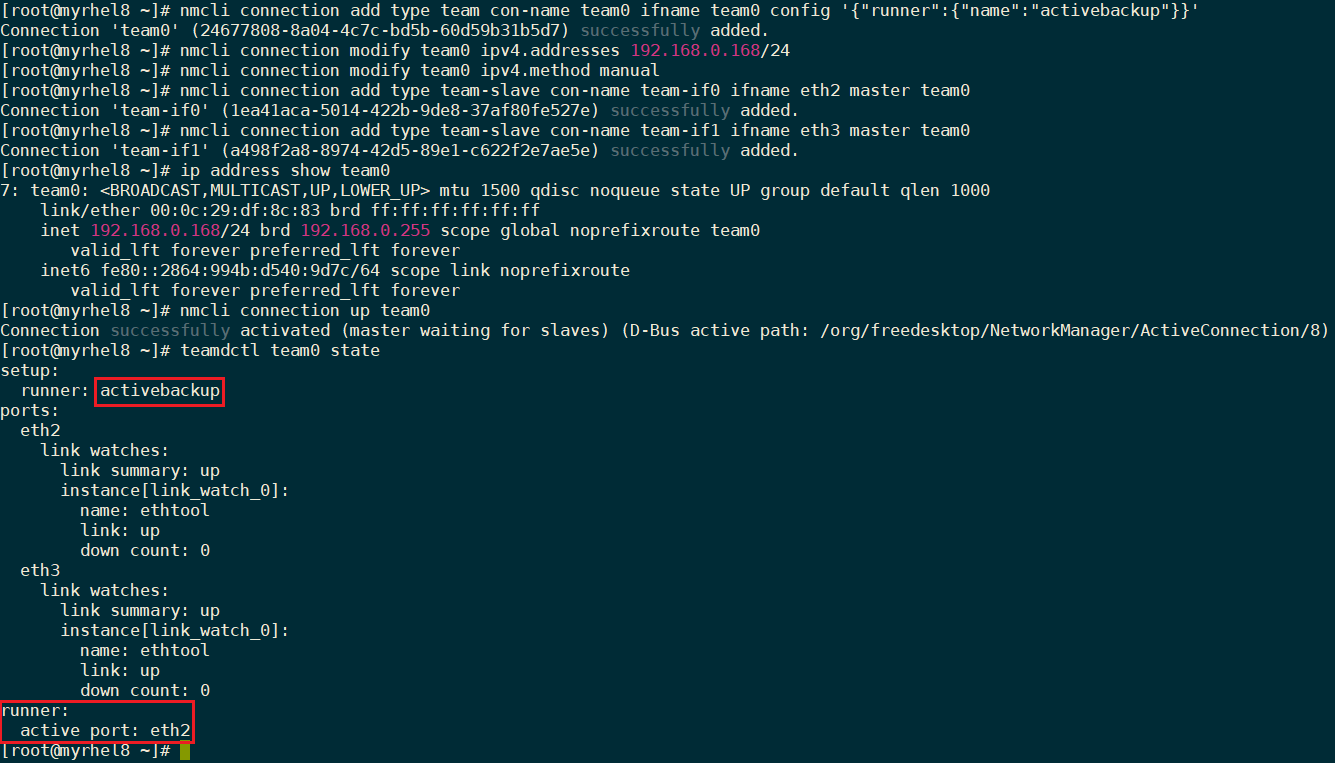 [root@myrhel8 ~]# nmcli connection add type team con-name team0 ifname team0 config '{"runner":{"name":"activebackup"}}'
Connection 'team0' (24677808-8a04-4c7c-bd5b-60d59b31b5d7) successfully added.
[root@myrhel8 ~]# nmcli connection modify team0 ipv4.addresses 192.168.0.168/24
[root@myrhel8 ~]# nmcli connection modify team0 ipv4.method manual
[root@myrhel8 ~]# nmcli connection add type team-slave con-name team-if0 ifname eth2 master team0
Connection 'team-if0' (1ea41aca-5014-422b-9de8-37af80fe527e) successfully added.
[root@myrhel8 ~]# nmcli connection add type team-slave con-name team-if1 ifname eth3 master team0
Connection 'team-if1' (a498f2a8-8974-42d5-89e1-c622f2e7ae5e) successfully added.
[root@myrhel8 ~]# ip address show team0
7: team0: <BROADCAST,MULTICAST,UP,LOWER_UP> mtu 1500 qdisc noqueue state UP group default qlen 1000
    link/ether 00:0c:29:df:8c:83 brd ff:ff:ff:ff:ff:ff
    inet 192.168.0.168/24 brd 192.168.0.255 scope global noprefixroute team0
       valid_lft forever preferred_lft forever
    inet6 fe80::2864:994b:d540:9d7c/64 scope link noprefixroute
       valid_lft forever preferred_lft forever
[root@myrhel8 ~]# nmcli connection up team0
Connection successfully activated (master waiting for slaves) (D-Bus active path: /org/freedesktop/NetworkManager/ActiveConnection/8)
[root@myrhel8 ~]# teamdctl team0 state
setup:
  runner: activebackup
ports:
  eth2
    link watches:
      link summary: up
      instance[link_watch_0]:
        name: ethtool
        link: up
        down count: 0
  eth3
    link watches:
      link summary: up
      instance[link_watch_0]:
        name: ethtool
        link: up
        down count: 0
runner:
  active port: eth2
[root@myrhel8 ~]#